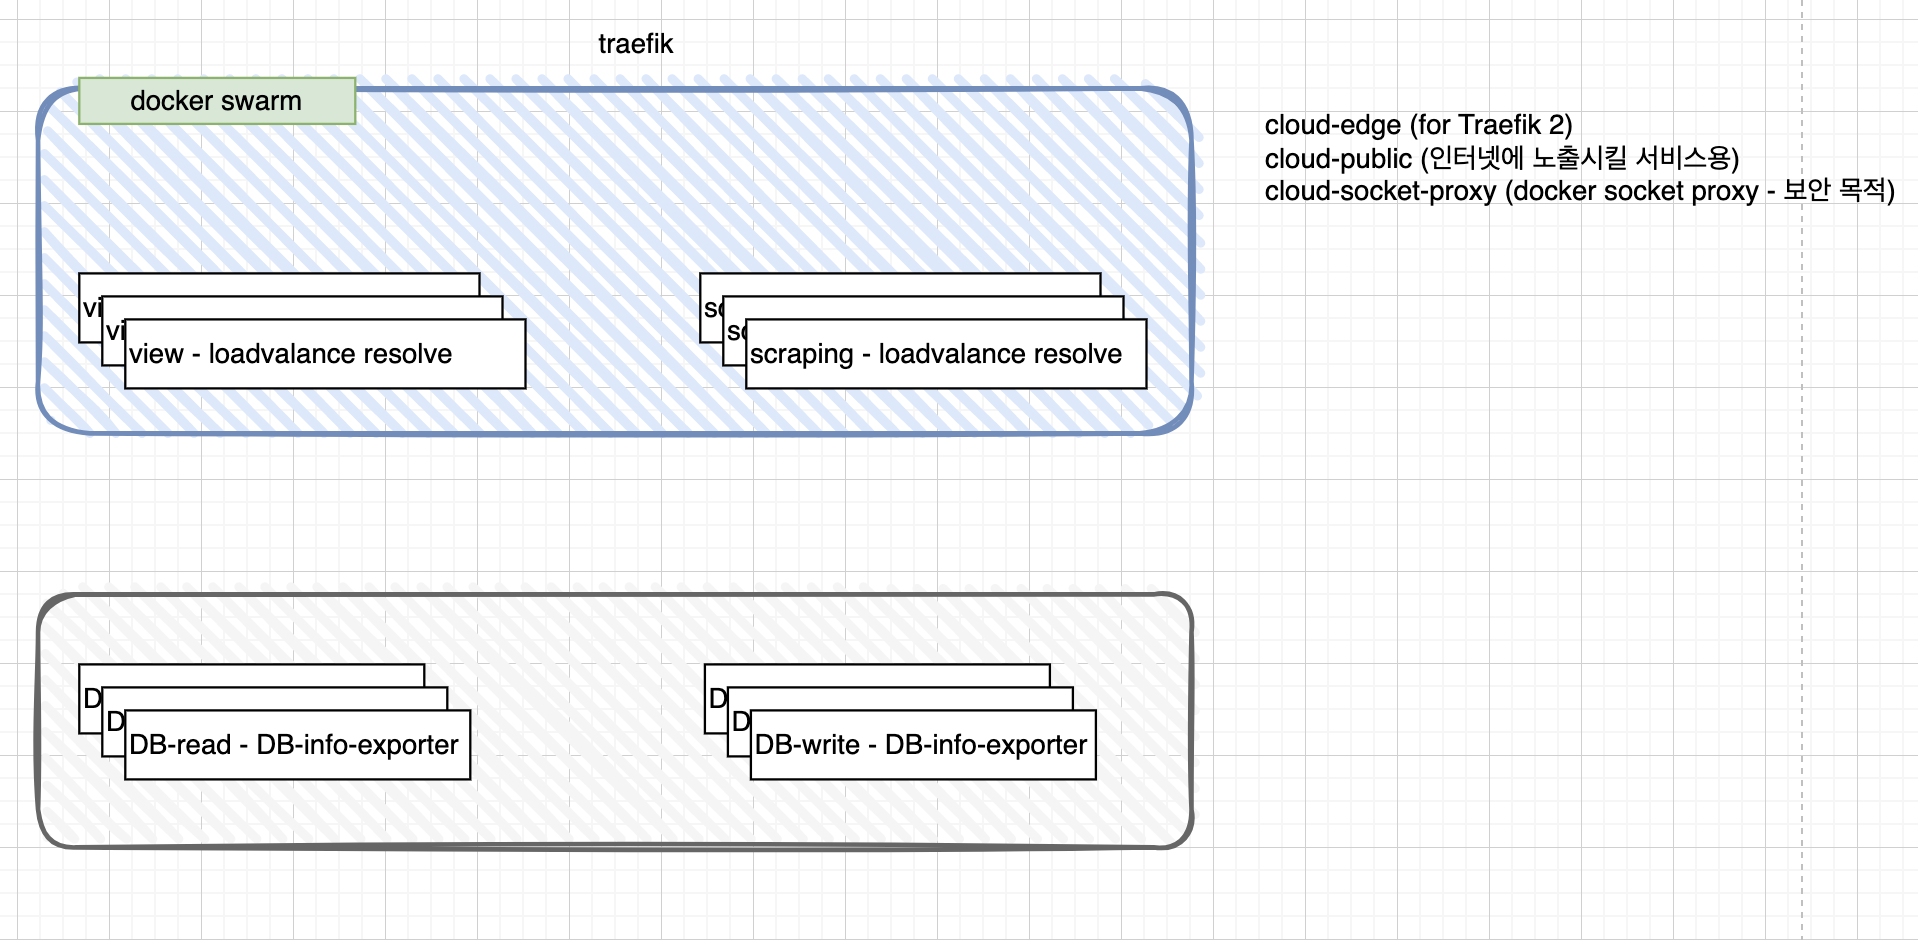 traefik
docker swarm
cloud-edge (for Traefik 2)
cloud-public (인터넷에 노출시킬 서비스용)
cloud-socket-proxy (docker socket proxy - 보안 목적)
vi
vi
view - loadvalance resolve
sc
sc
scraping - loadvalance resolve
D
D
DB-read - DB-info-exporter
D
D
DB-write - DB-info-exporter